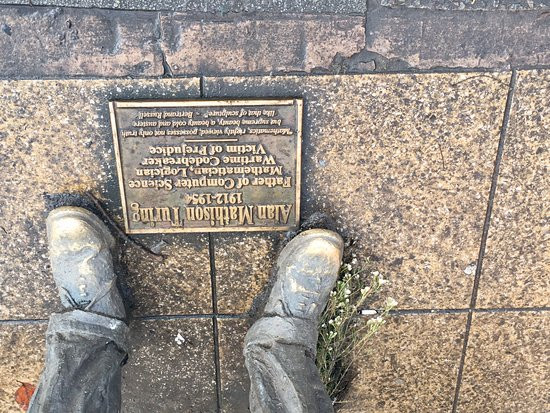 Alan Mathison Turing
1912-1954
Father of Computer Science
Mathematician, Logician
Wartime Codebreaker
Victim of Prejudice
"Mathematics, rightly viewed, possesses not only truth
but supreme beauty, a beauty cold and austere
like that of sculpture" - Bertrand Russell